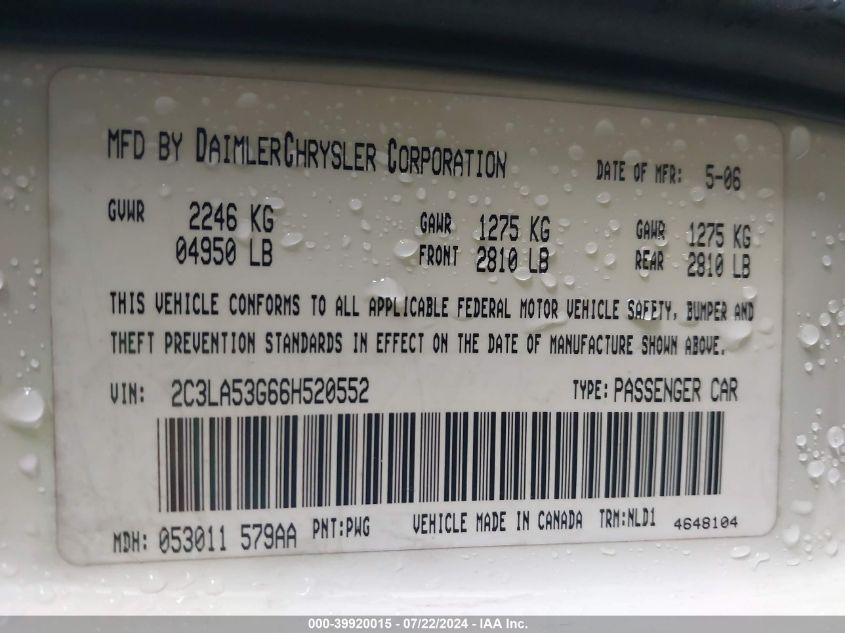 MFD BY DAIMLERCHRYSLER CORPORATION DATE OF MFR: 5-06
GVWR 2246 KG GAWR 1275 KG GAWR 1275 KG
04950 LB FRONT 2810 LB REAR 2810 LB
THIS VEHICLE CONFORMS TO ALL APPLICABLE FEDERAL MOTOR VEHICLE SAFETY, BUMPER AND
THEFT PREVENTION STANDARDS IN EFFECT ON THE DATE OF MANUFACTURE SHOWN ABOVE.
VIN: 2C3LA53G66H520552 TYPE: PASSENGER CAR
MDH: 053011 579AA PNT:PWG VEHICLE MADE IN CANADA TRM:NLD1 4648104
000-39920015 - 07/22/2024 - IAA Inc.